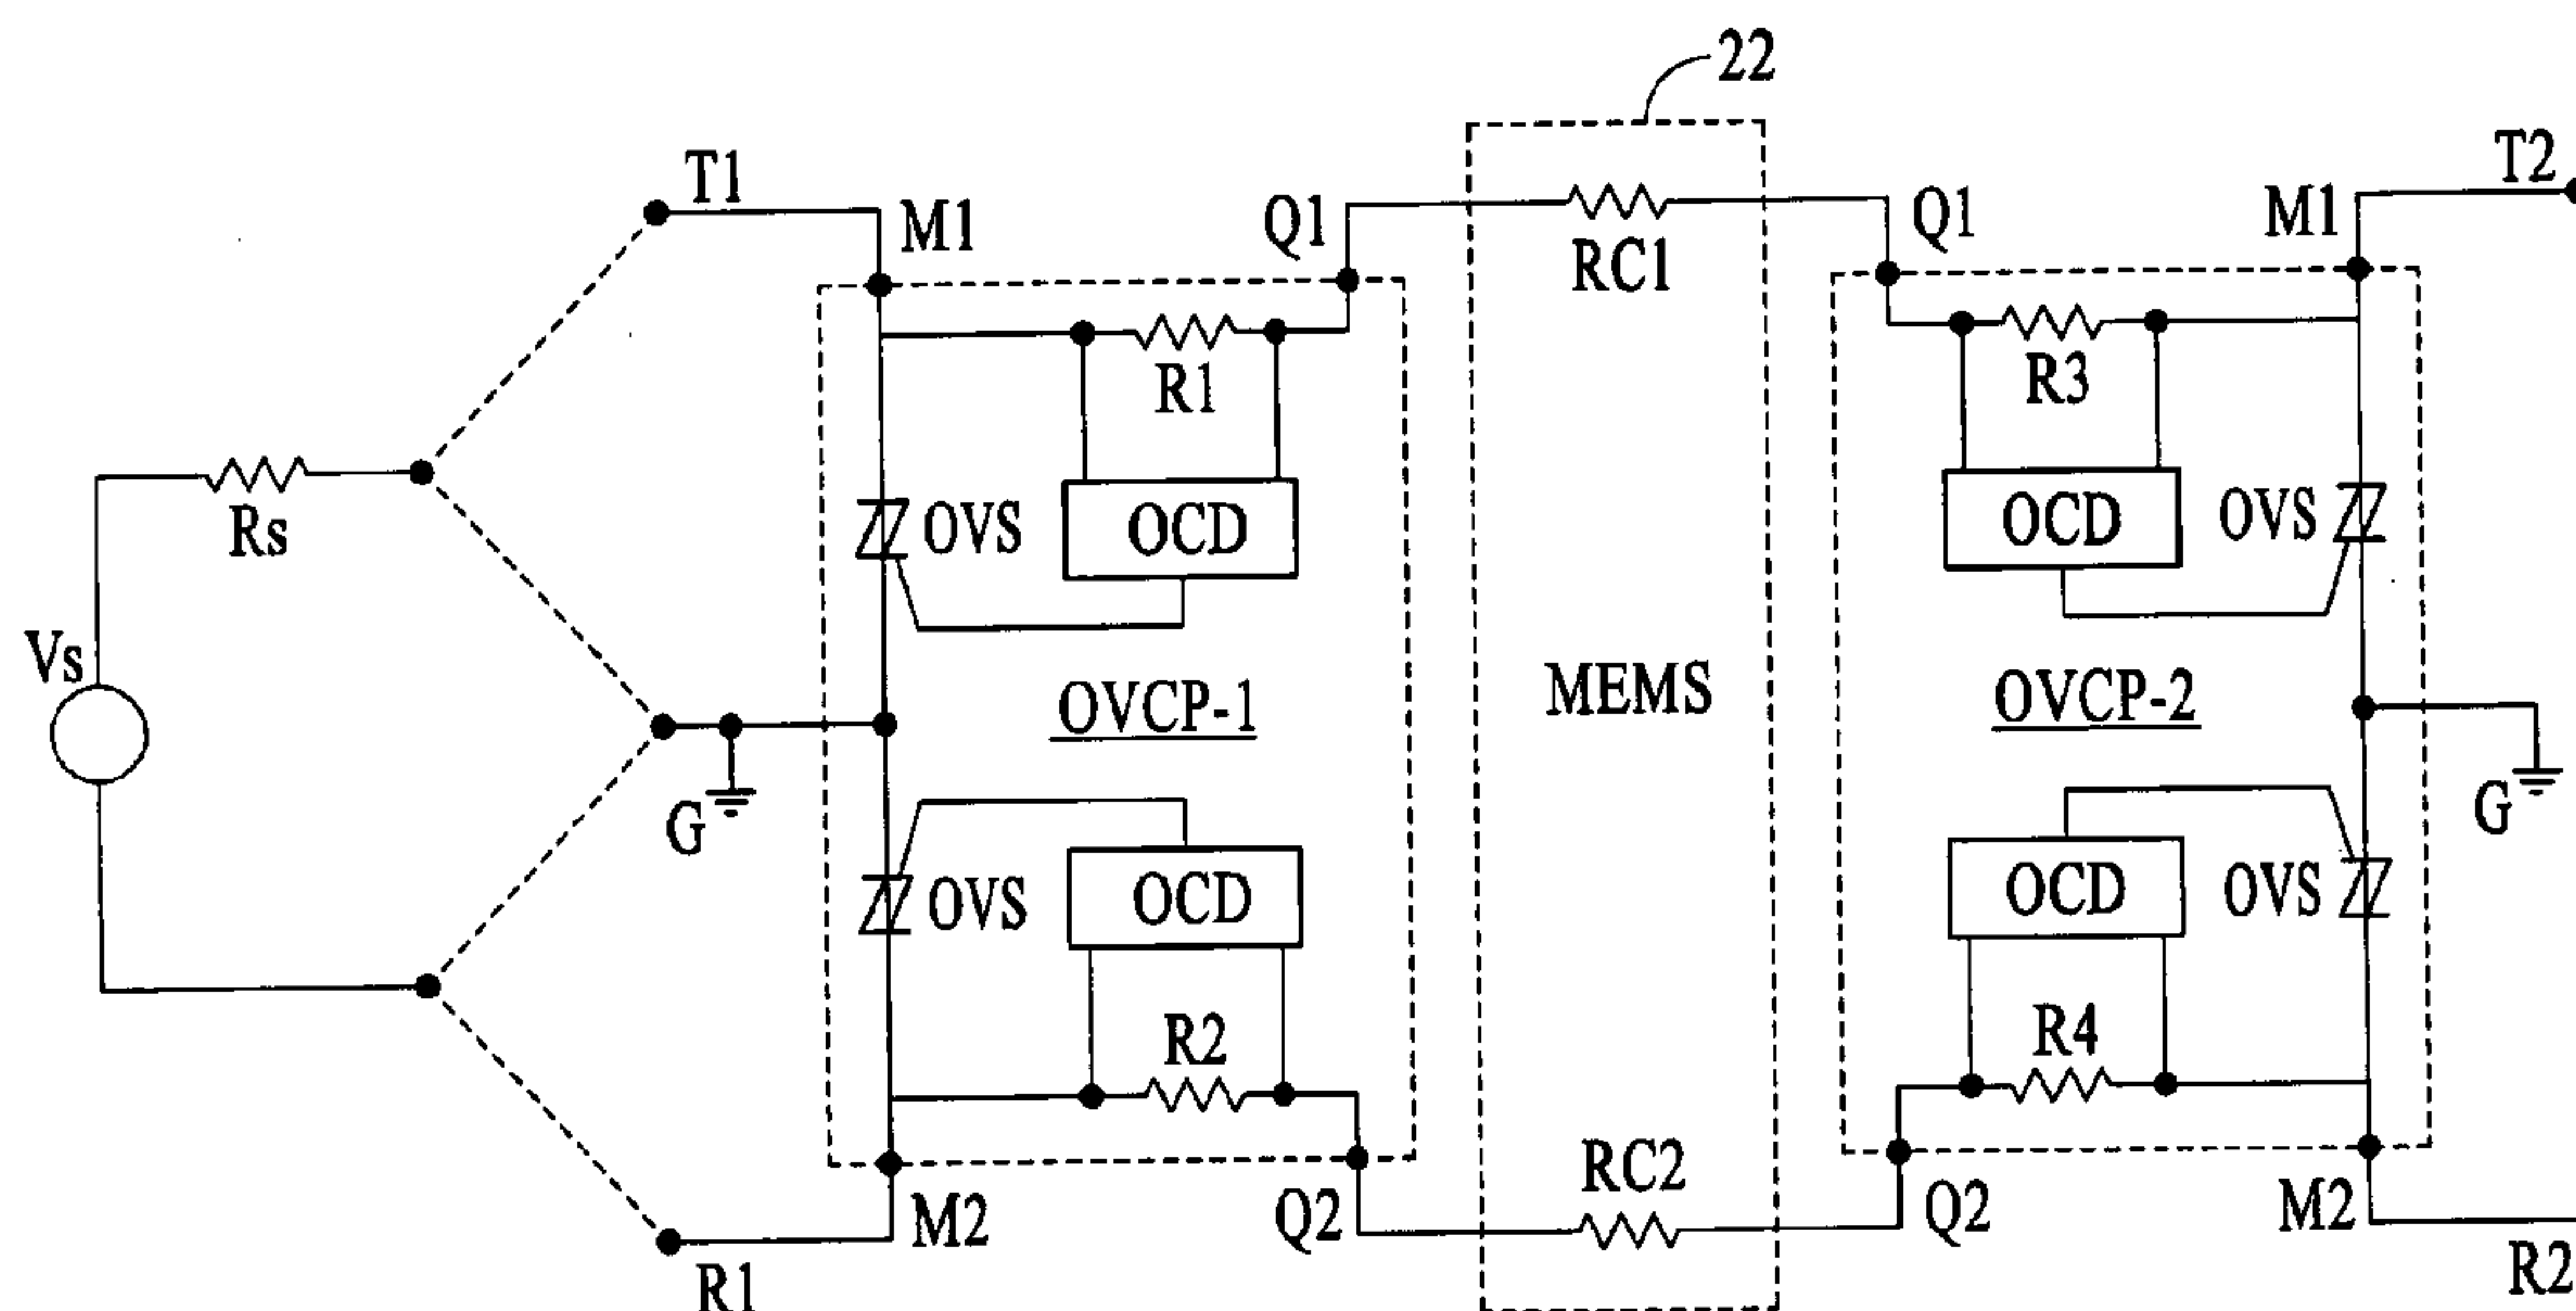 22
T1
M1
Q1
RC1
Q1
M1
T2
R1
R3
Rs
OVS
OCD
OCD
OVS
Vs
OVCP-1
MEMS
OVCP-2
G
G
OVS
OCD
OCD
OVS
R2
R4
RC2
M2
Q2
Q2
M2
R1
R2